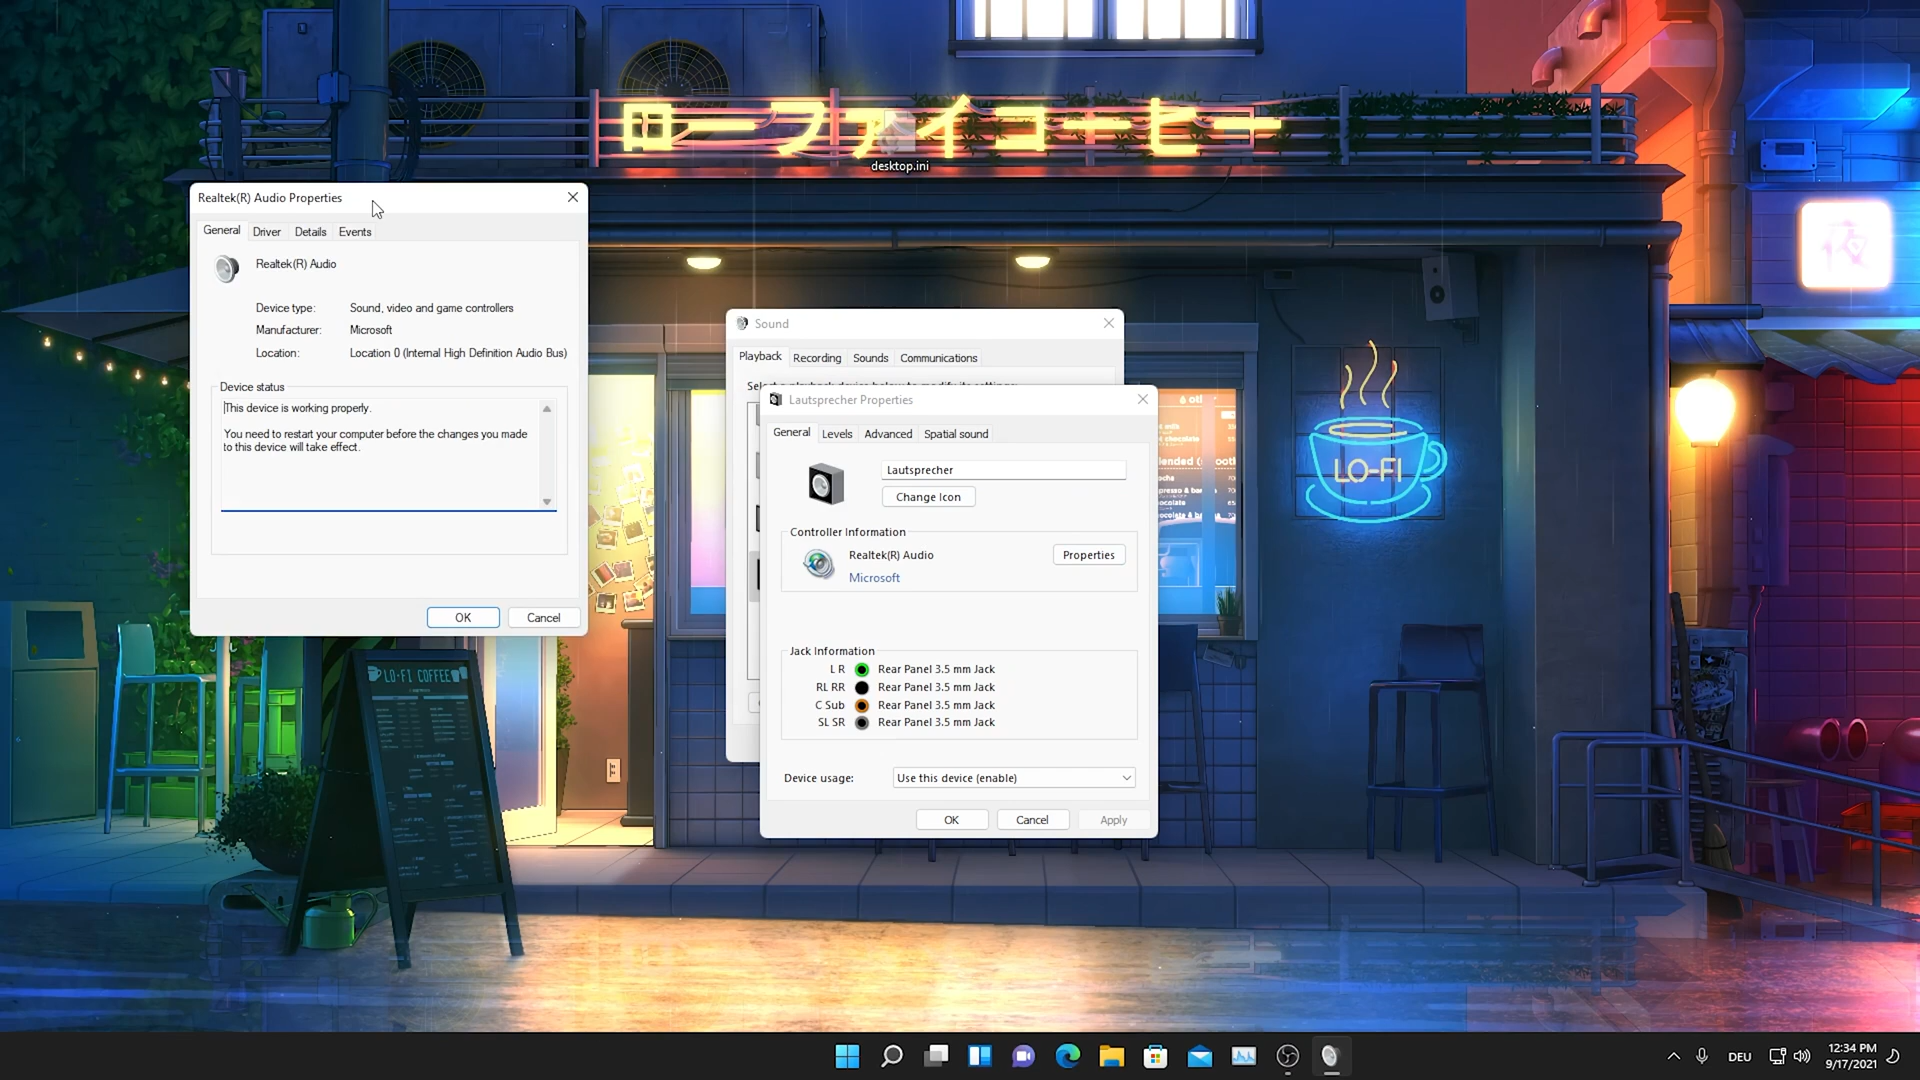 ローファイコーヒー
desktop.ini
夜
LO-FI
LO-FI COFFEE
Realtek(R) Audio Properties
General Driver Details Events
Realtek(R) Audio
Device type: Sound, video and game controllers
Manufacturer: Microsoft
Location: Location 0 (Internal High Definition Audio Bus)
Device status
This device is working properly.
You need to restart your computer before the changes you made
to this device will take effect.
OK Cancel
Sound
Playback Recording Sounds Communications
Lautsprecher Properties
General Levels Advanced Spatial sound
Lautsprecher
Change Icon
Controller Information
Realtek(R) Audio
Properties
Microsoft
Jack Information
L R Rear Panel 3.5 mm Jack
RL RR Rear Panel 3.5 mm Jack
C Sub Rear Panel 3.5 mm Jack
SL SR Rear Panel 3.5 mm Jack
Device usage: Use this device (enable)
OK Cancel Apply
DEU
12:34 PM
9/17/2021